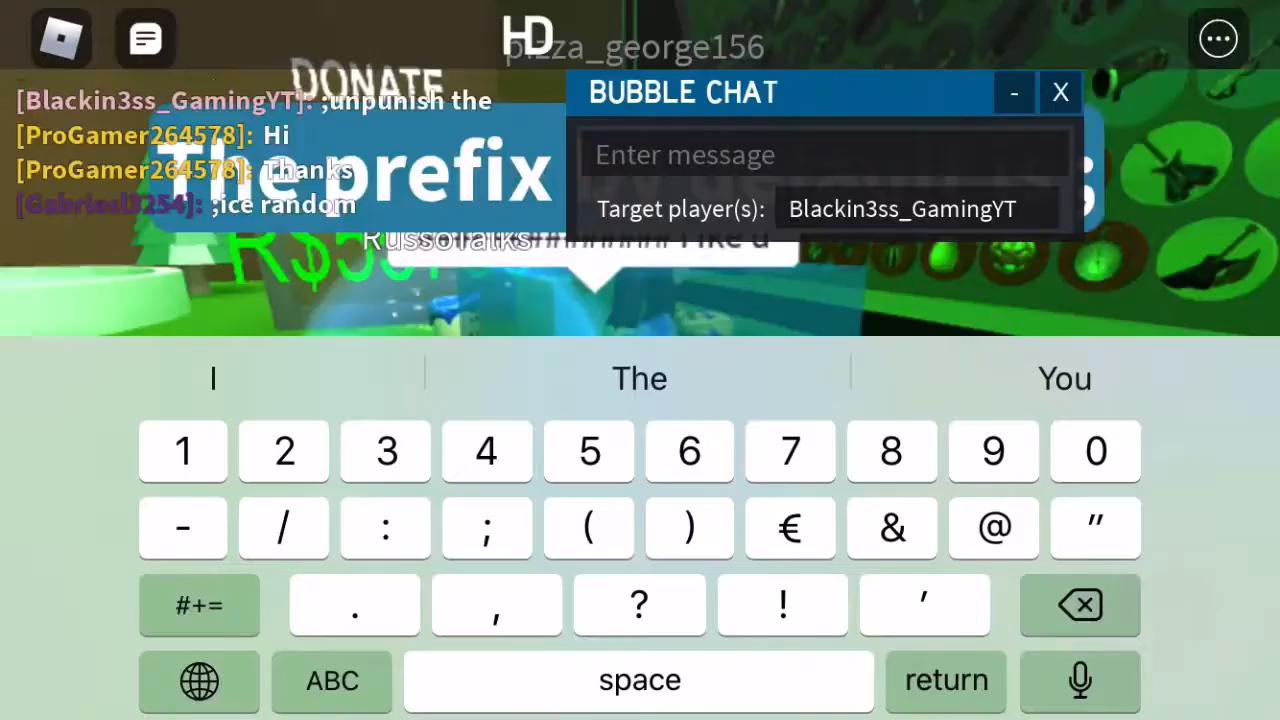 HD
pizza_george156
DONATE
BUBBLE CHAT
- X
[Blackin3ss_GamingYT]: ;unpunish the
[ProGamer264578]: Hi
[ProGamer264578]: Thanks
;ice random
The prefix
Enter message
Target player(s): Blackin3ss_GamingYT
RussoTalks
I The You
1 2 3 4 5 6 7 8 9 0
- / : ; ( ) € & @ "
#+= . , ? ! '
ABC space return